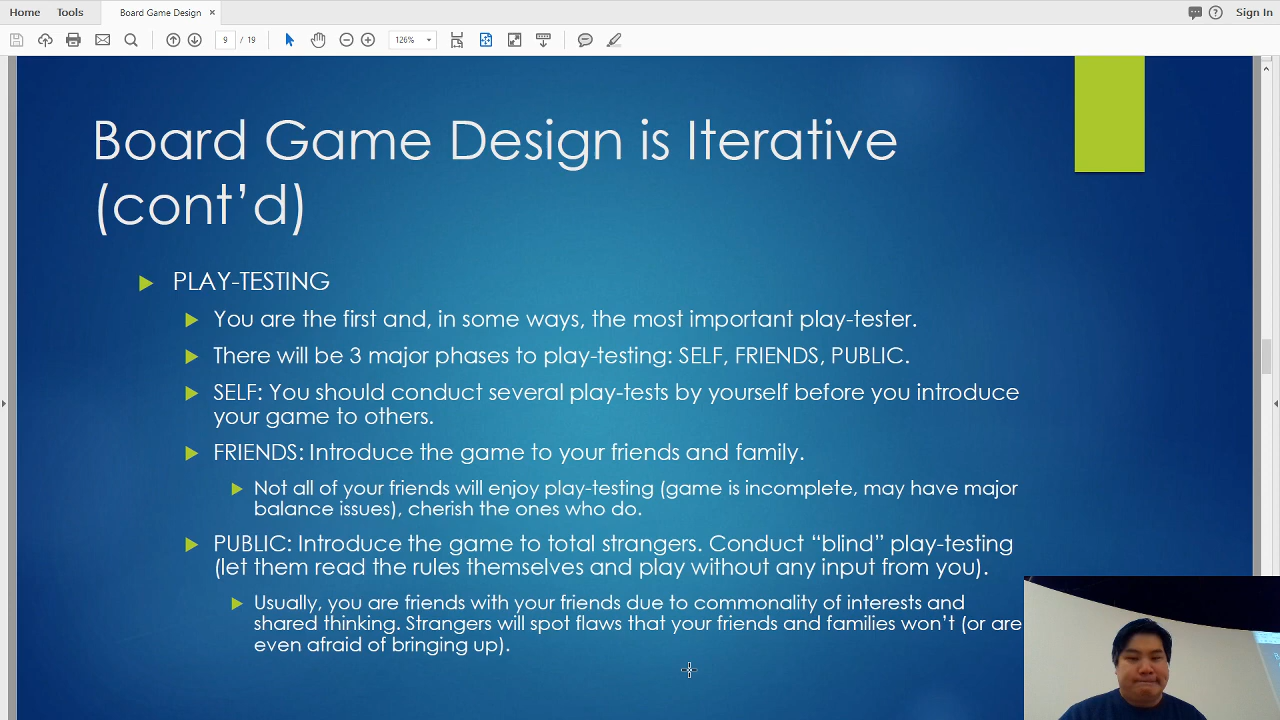 Home Tools Board Game Design × Sign In
9 / 19 126%
Board Game Design is Iterative
(cont’d)
PLAY-TESTING
You are the first and, in some ways, the most important play-tester.
There will be 3 major phases to play-testing: SELF, FRIENDS, PUBLIC.
SELF: You should conduct several play-tests by yourself before you introduce
your game to others.
FRIENDS: Introduce the game to your friends and family.
Not all of your friends will enjoy play-testing (game is incomplete, may have major
balance issues), cherish the ones who do.
PUBLIC: Introduce the game to total strangers. Conduct “blind” play-testing
(let them read the rules themselves and play without any input from you).
Usually, you are friends with your friends due to commonality of interests and
shared thinking. Strangers will spot flaws that your friends and families won’t (or are
even afraid of bringing up).